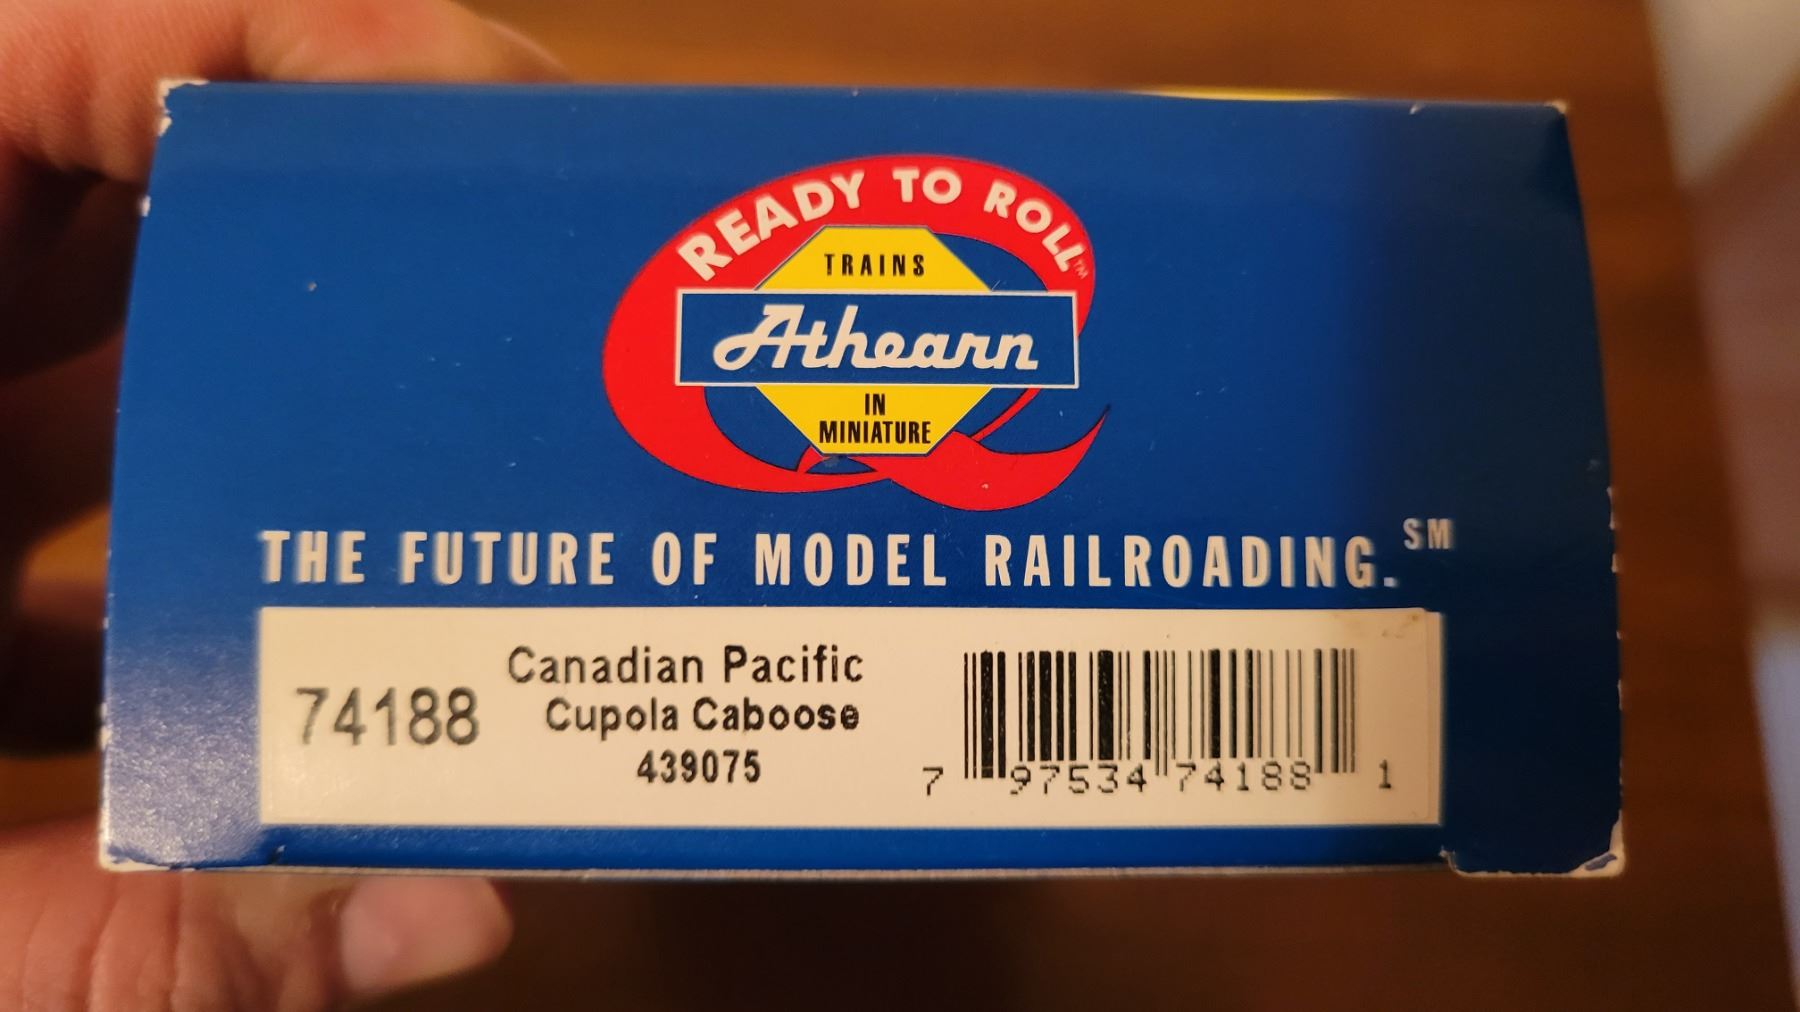 READY TO ROLL™
TRAINS
Athearn
IN
MINIATURE
THE FUTURE OF MODEL RAILROADING.℠
74188
Canadian Pacific
Cupola Caboose
439075
7 97534 74188 1